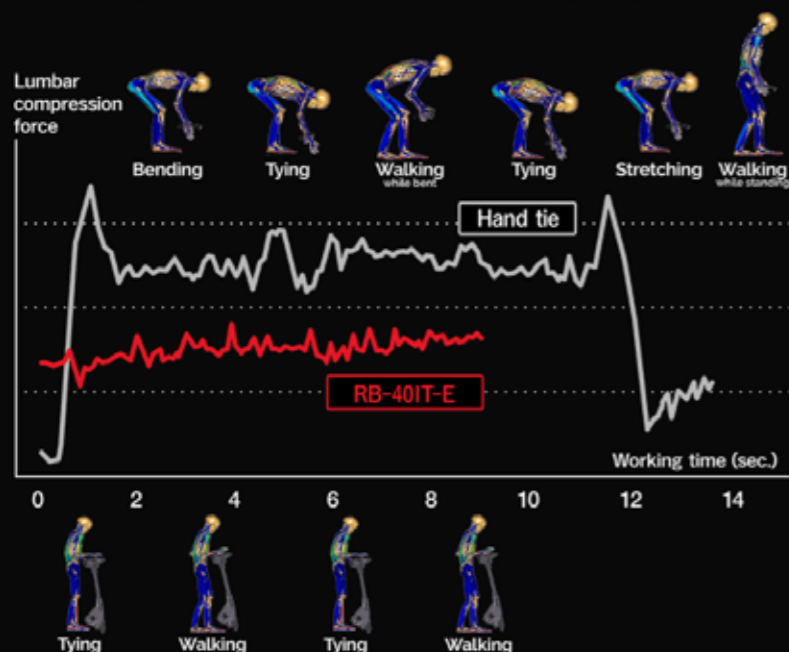 Lumbar
compression
force
Bending
Tying
Walking
while bent
Tying
Stretching
Walking
while standing
Hand tie
RB-401T-E
Working time (sec.)
0 2 4 6 8 10 12 14
Tying
Walking
Tying
Walking